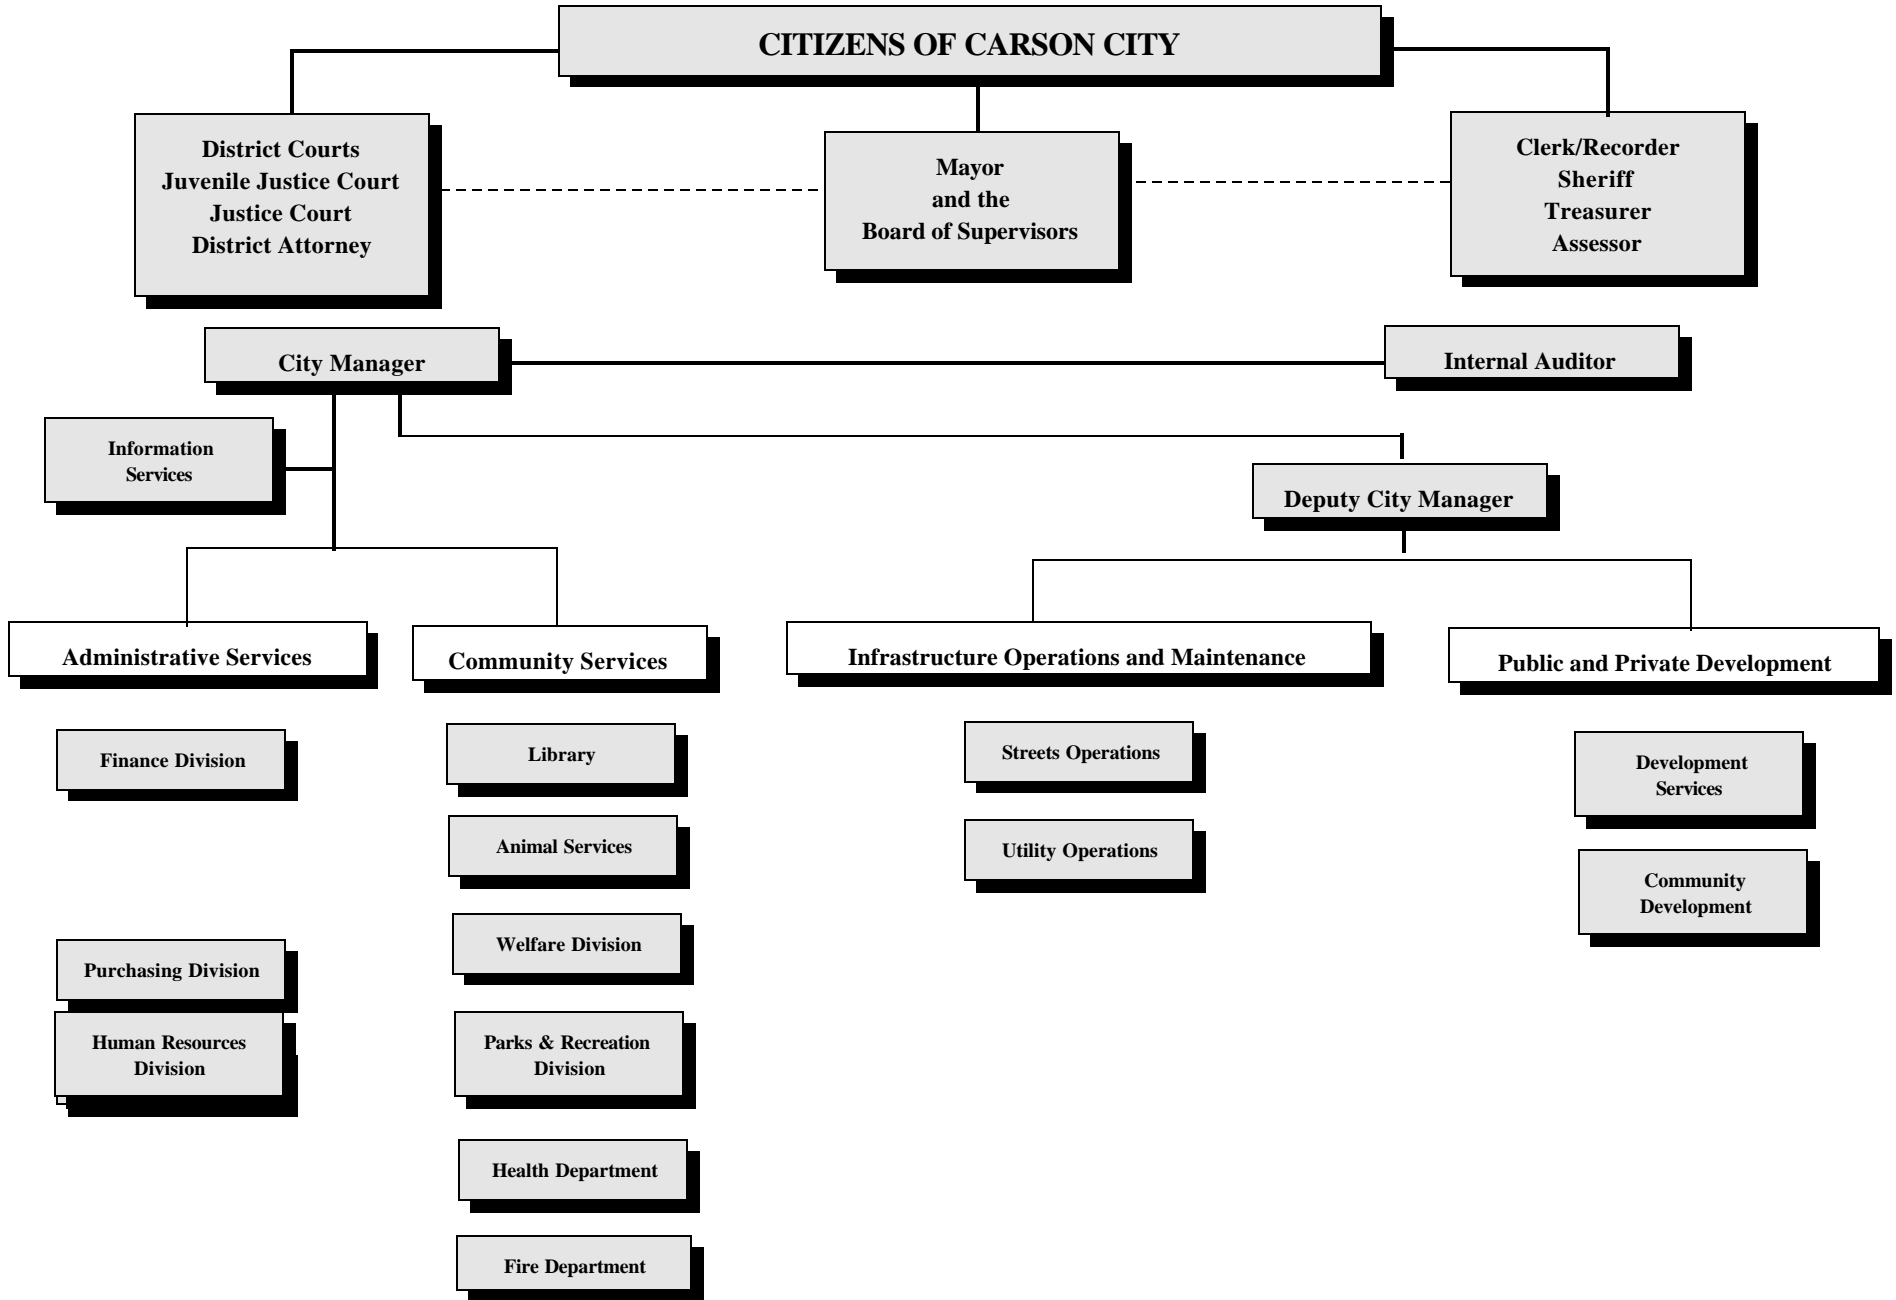 CITIZENS OF CARSON CITY
District Courts
Juvenile Justice Court
Justice Court
District Attorney
Mayor
and the
Board of Supervisors
Clerk/Recorder
Sheriff
Treasurer
Assessor
City Manager
Internal Auditor
Information
Services
Deputy City Manager
Administrative Services
Community Services
Infrastructure Operations and Maintenance
Public and Private Development
Finance Division
Purchasing Division
Human Resources
Division
Library
Animal Services
Welfare Division
Parks & Recreation
Division
Health Department
Fire Department
Streets Operations
Utility Operations
Development
Services
Community
Development